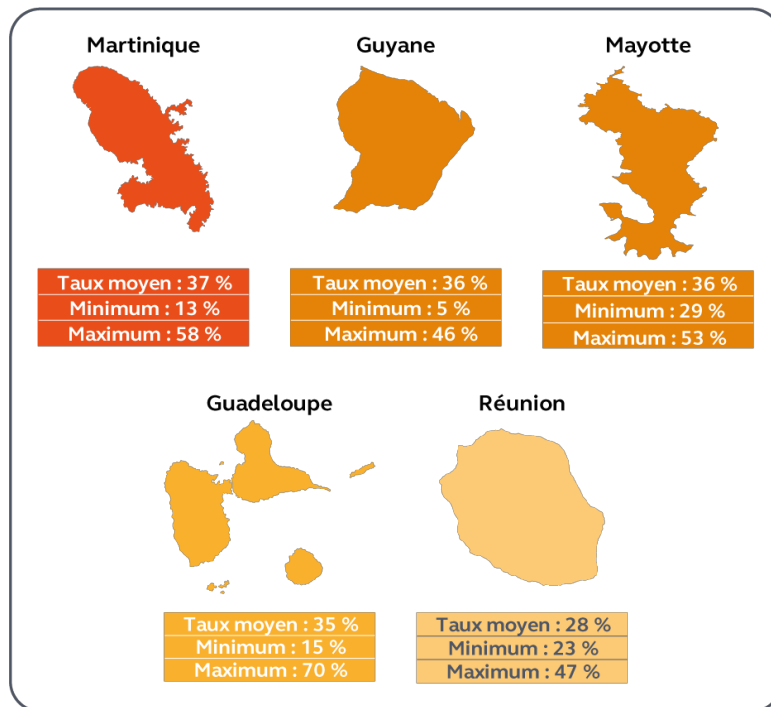 Martinique
Taux moyen : 37 %
Minimum : 13 %
Maximum : 58 %
Guyane
Taux moyen : 36 %
Minimum : 5 %
Maximum : 46 %
Mayotte
Taux moyen : 36 %
Minimum : 29 %
Maximum : 53 %
Guadeloupe
Taux moyen : 35 %
Minimum : 15 %
Maximum : 70 %
Réunion
Taux moyen : 28 %
Minimum : 23 %
Maximum : 47 %